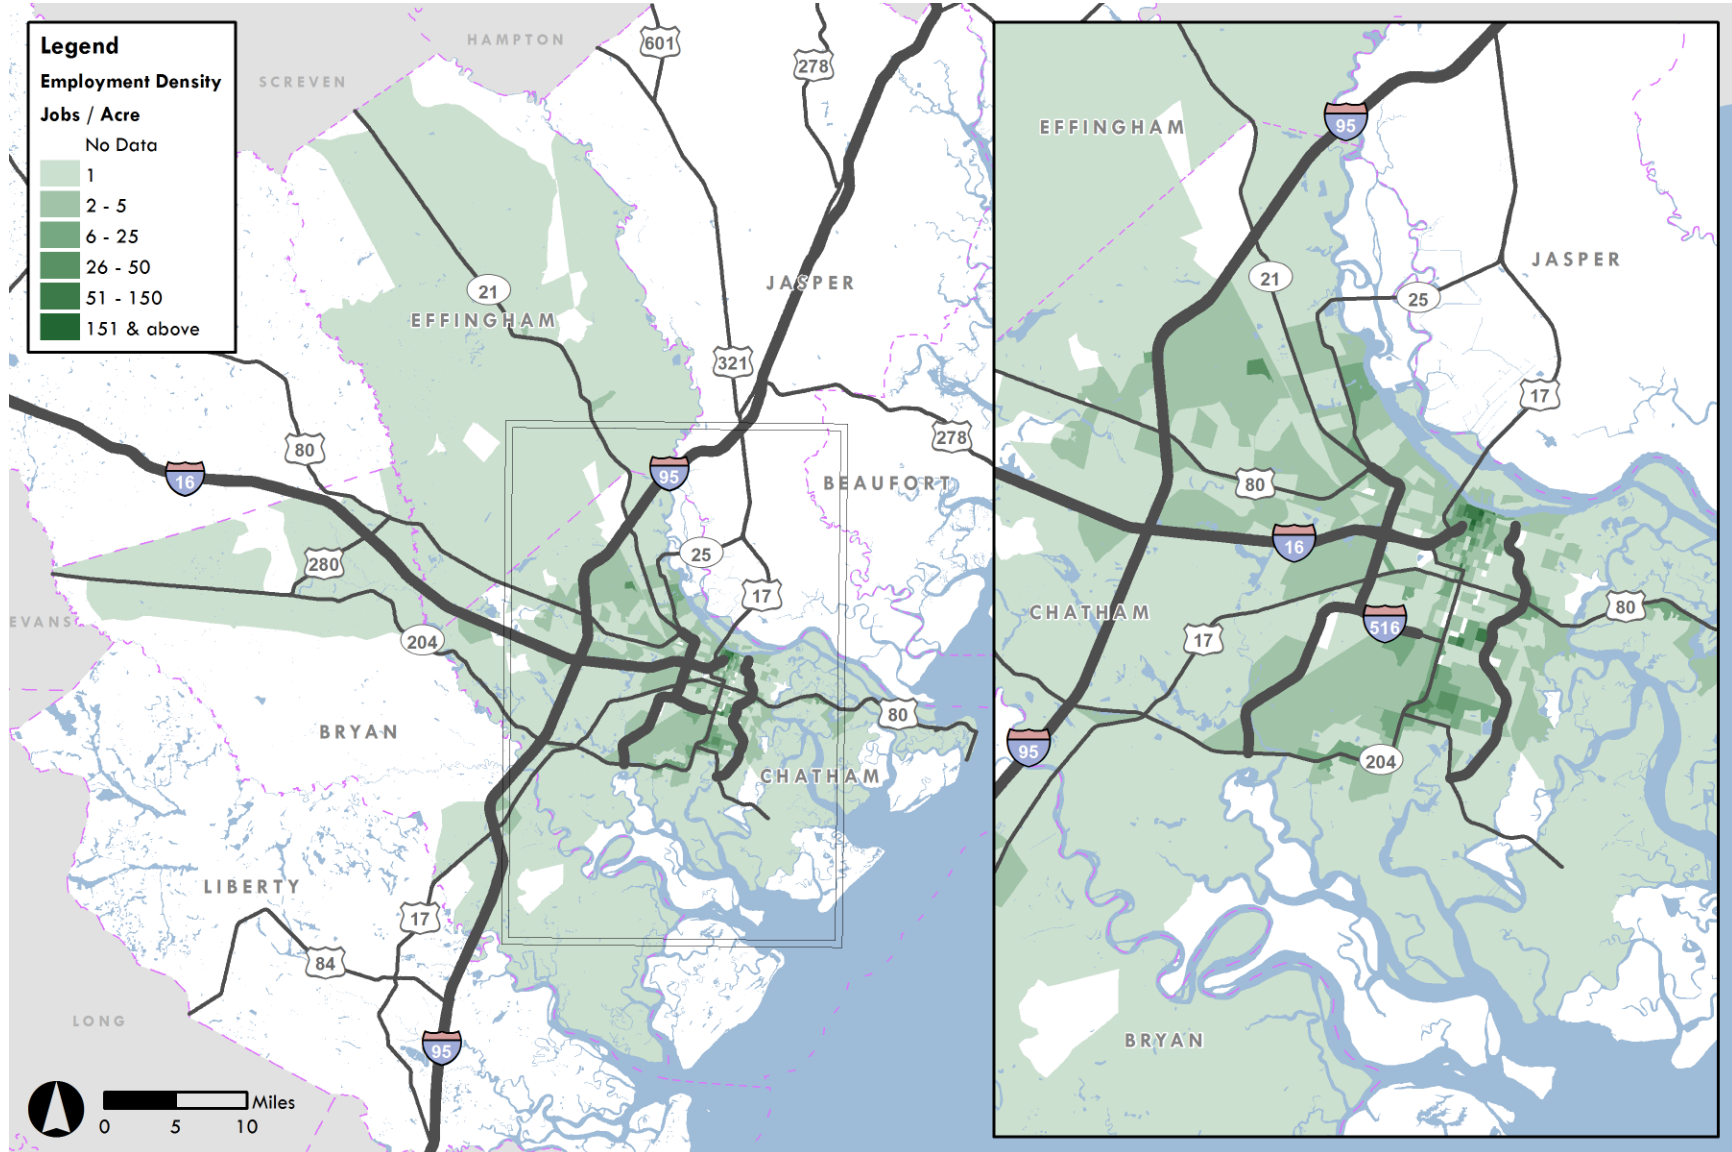 Legend
Employment Density
Jobs / Acre
No Data
1
2 - 5
6 - 25
26 - 50
51 - 150
151 & above
HAMPTON
SCREVEN
601
278
21
EFFINGHAM
JASPER
321
80
16
95
278
BEAUFORT
25
280
17
EVANS
204
BRYAN
80
CHATHAM
LIBERTY
17
84
LONG
95
Miles
0 5 10
EFFINGHAM
95
JASPER
21
25
17
80
16
CHATHAM
516
80
17
95
204
BRYAN